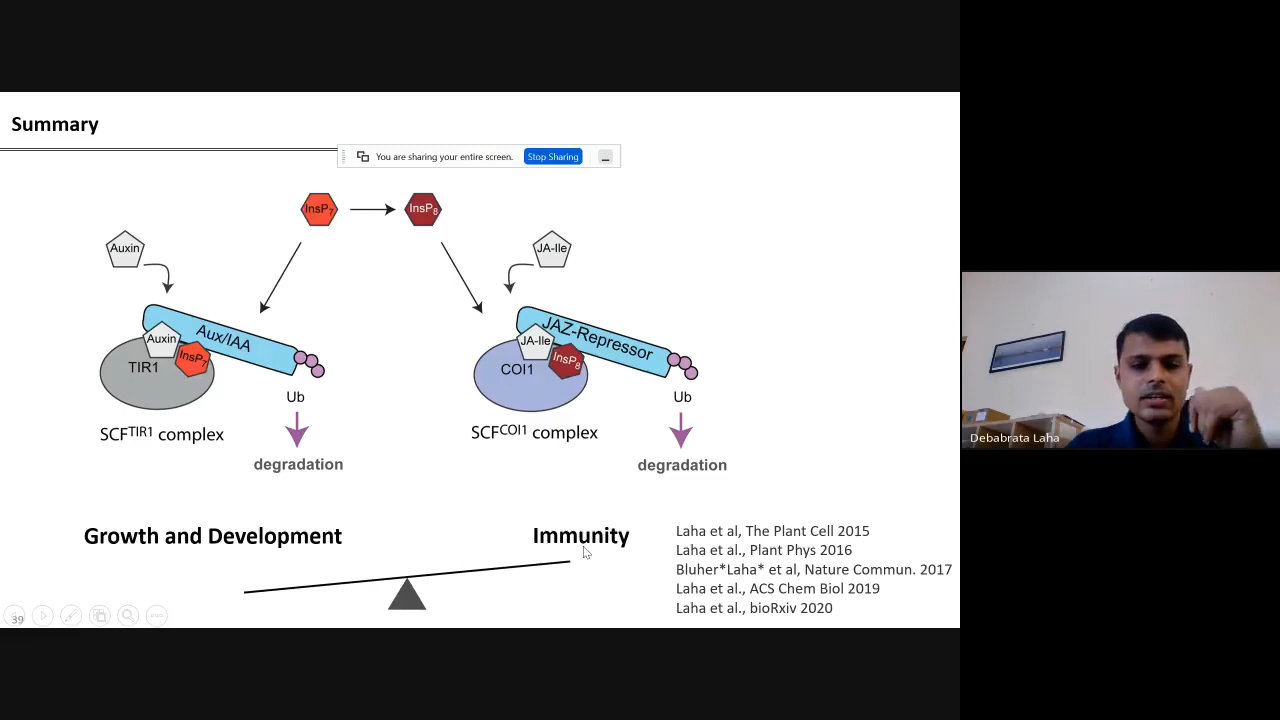 Summary
You are sharing your entire screen. Stop Sharing
InsP7 InsP8
Auxin JA-Ile
Aux/IAA
Auxin
InsP7
TIR1
Ub
SCFTIR1 complex
degradation
JAZ-Repressor
JA-Ile
InsP8
COI1
Ub
SCFCOI1 complex
degradation
Growth and Development Immunity
Laha et al, The Plant Cell 2015
Laha et al., Plant Phys 2016
Bluher*Laha* et al, Nature Commun. 2017
Laha et al., ACS Chem Biol 2019
Laha et al., bioRxiv 2020
39
Debabrata Laha